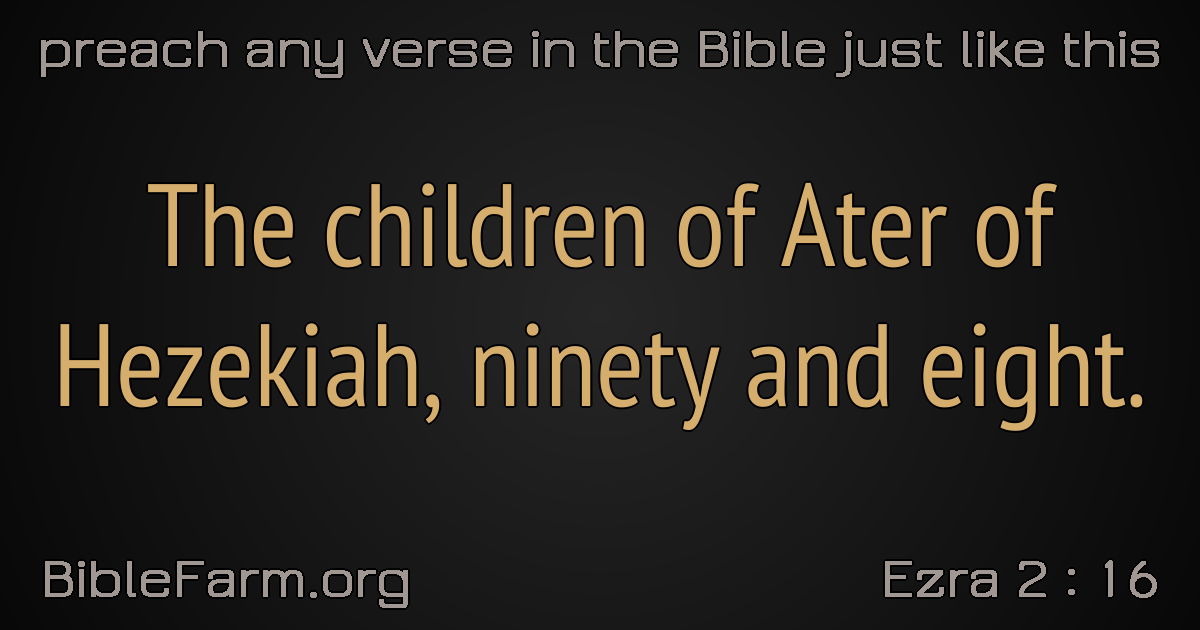 preach any verse in the Bible just like this
The children of Ater of
Hezekiah, ninety and eight.
BibleFarm.org
Ezra 2 : 16